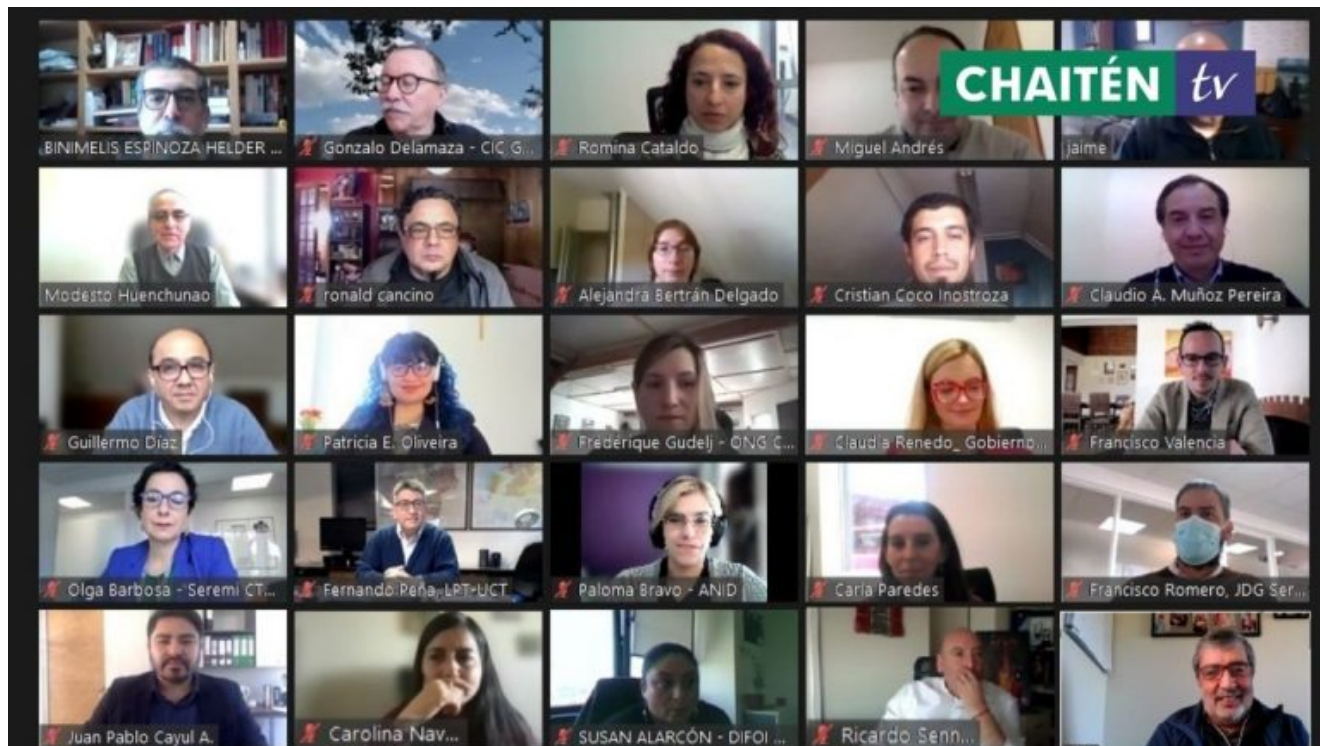 CHAITÉN tv
BINIMELIS ESPINOZA HELDER ...
Gonzalo Delamaza - CIC G...
Romina Cataldo
Miguel Andrés
jaime
Modesto Huenchunao
ronald cancino
Alejandra Bertrán Delgado
Cristian Coco Inostroza
Claudio A. Muñoz Pereira
Guillermo Díaz
Patricia E. Oliveira
Frédérique Gudelj - ONG C...
Claudia Renedo_ Gobierno...
Francisco Valencia
Olga Barbosa - Seremi CT...
Fernando Peña, LPT-UCT
Paloma Bravo - ANID
Carla Paredes
Francisco Romero, JDG Ser...
Juan Pablo Cayul A.
Carolina Nav...
SUSAN ALARCÓN - DIFOI ...
Ricardo Senn...